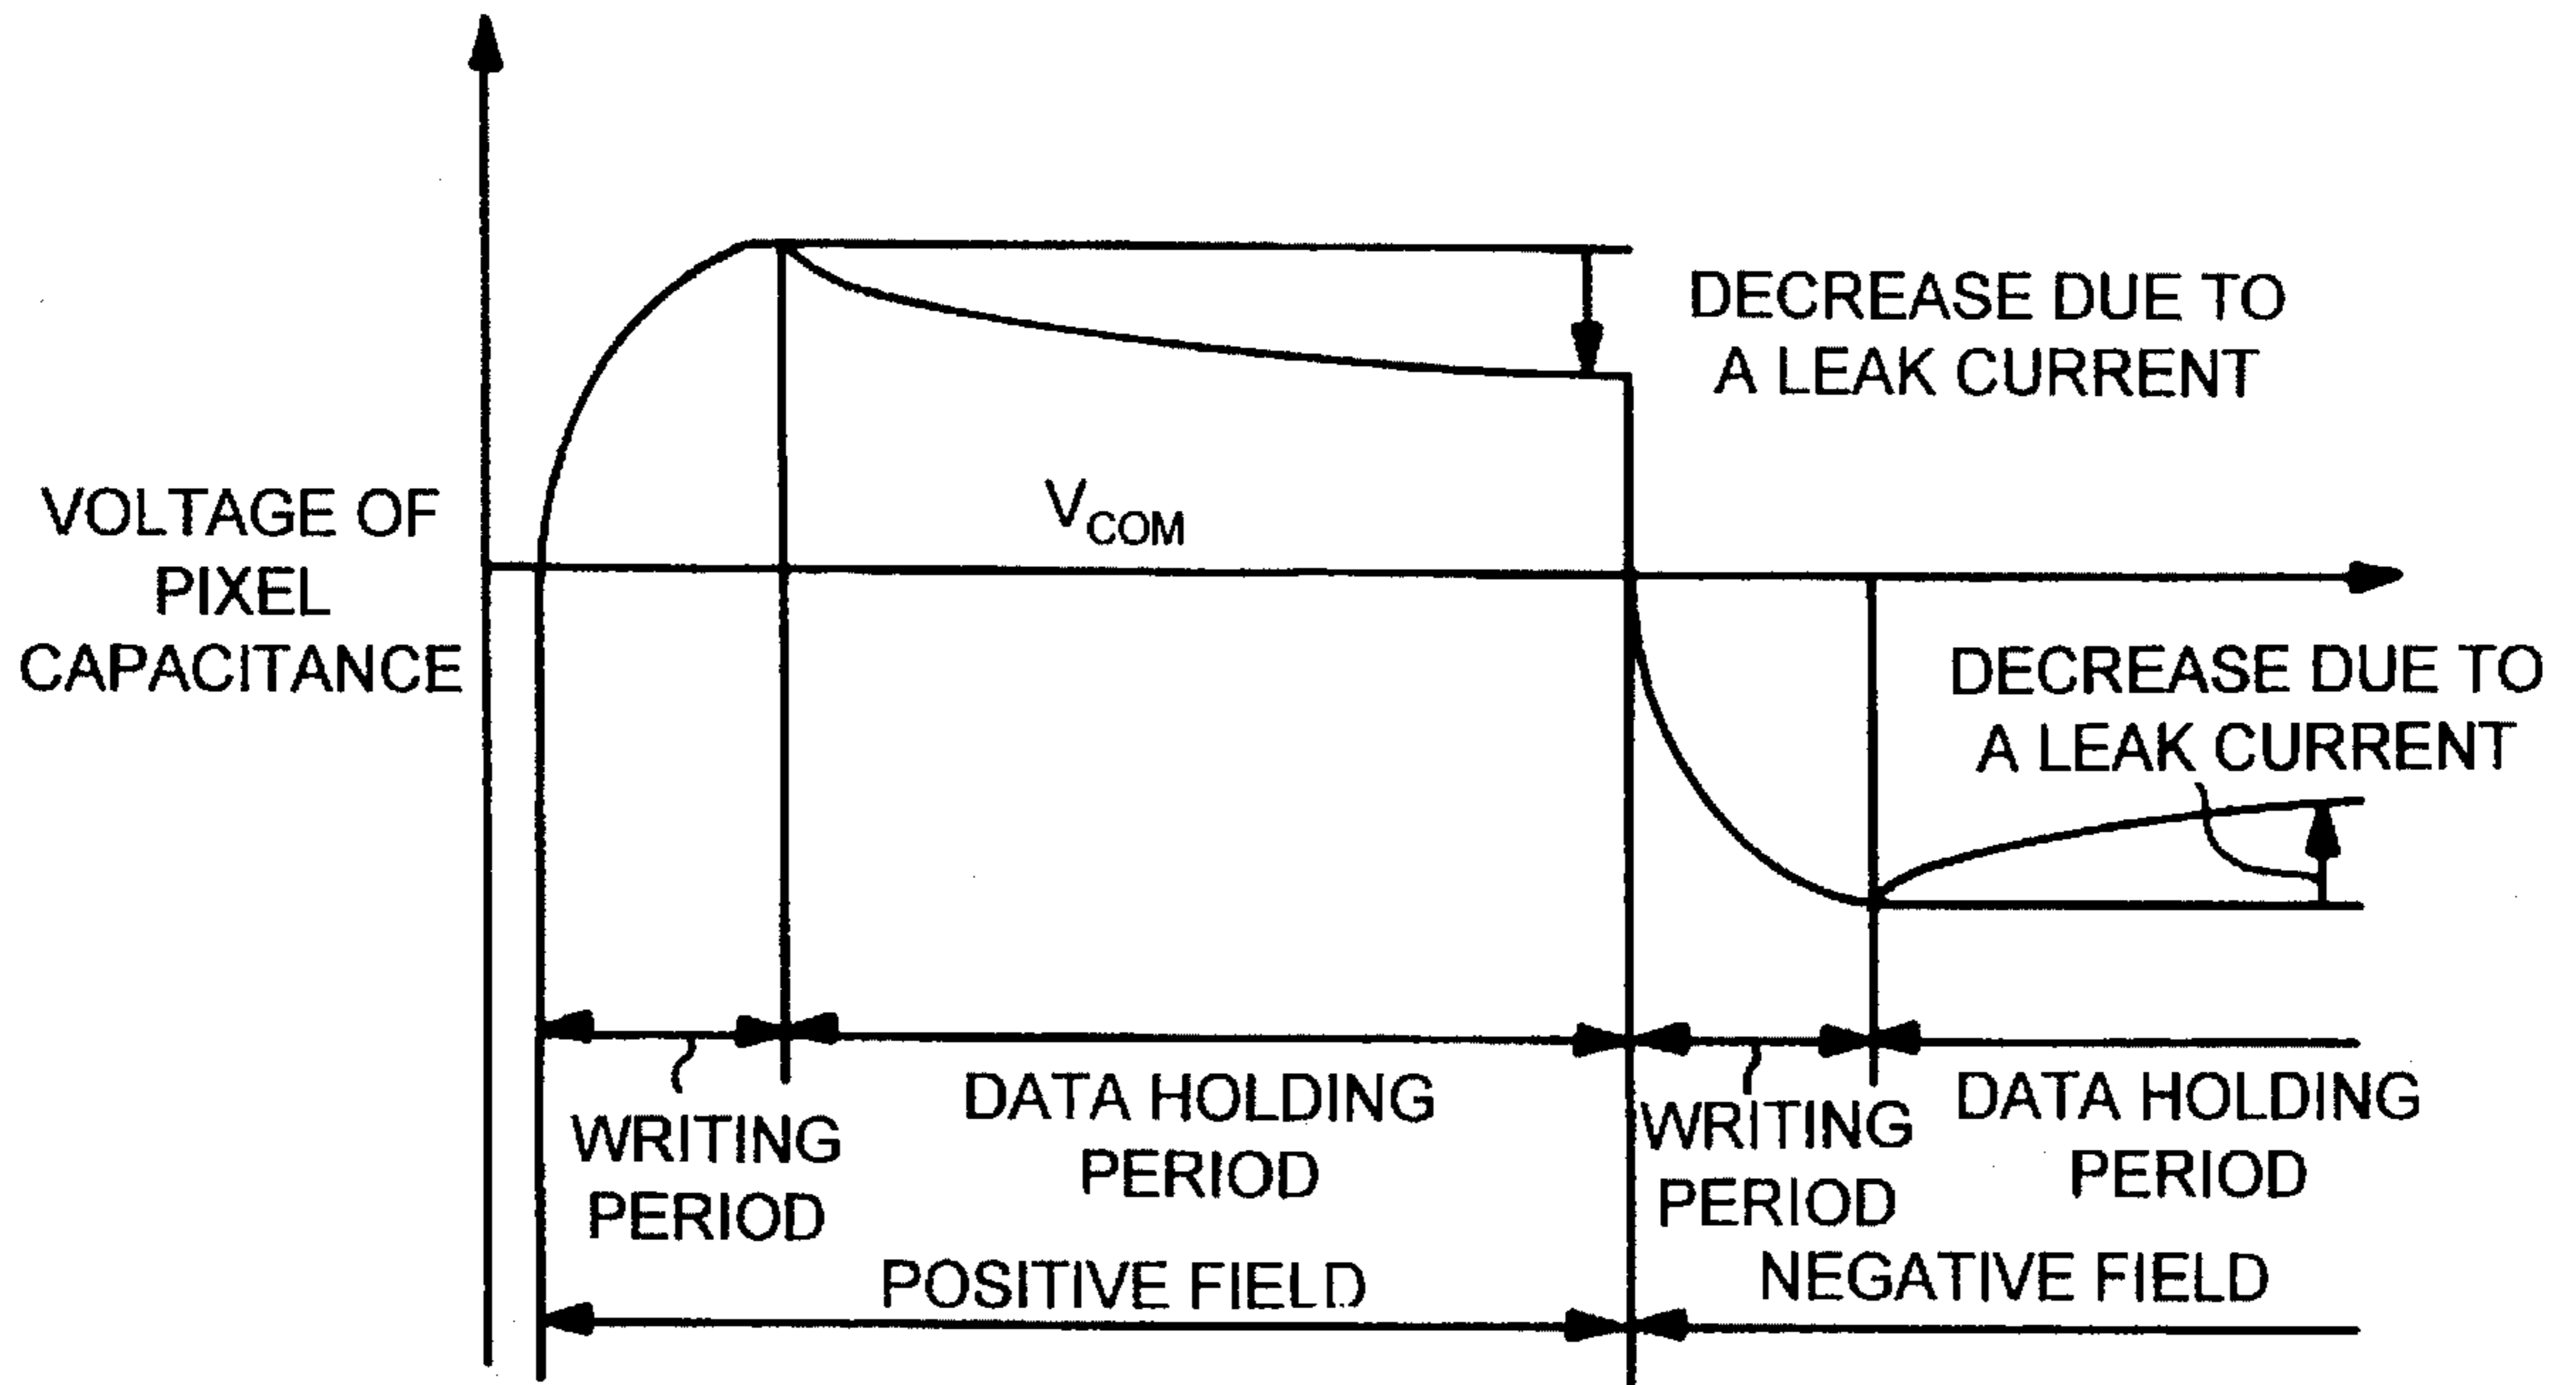 DECREASE DUE TO
A LEAK CURRENT
VOLTAGE OF
PIXEL
CAPACITANCE
VCOM
DECREASE DUE TO
A LEAK CURRENT
WRITING
PERIOD
DATA HOLDING
PERIOD
WRITING
PERIOD
DATA HOLDING
PERIOD
POSITIVE FIELD
NEGATIVE FIELD